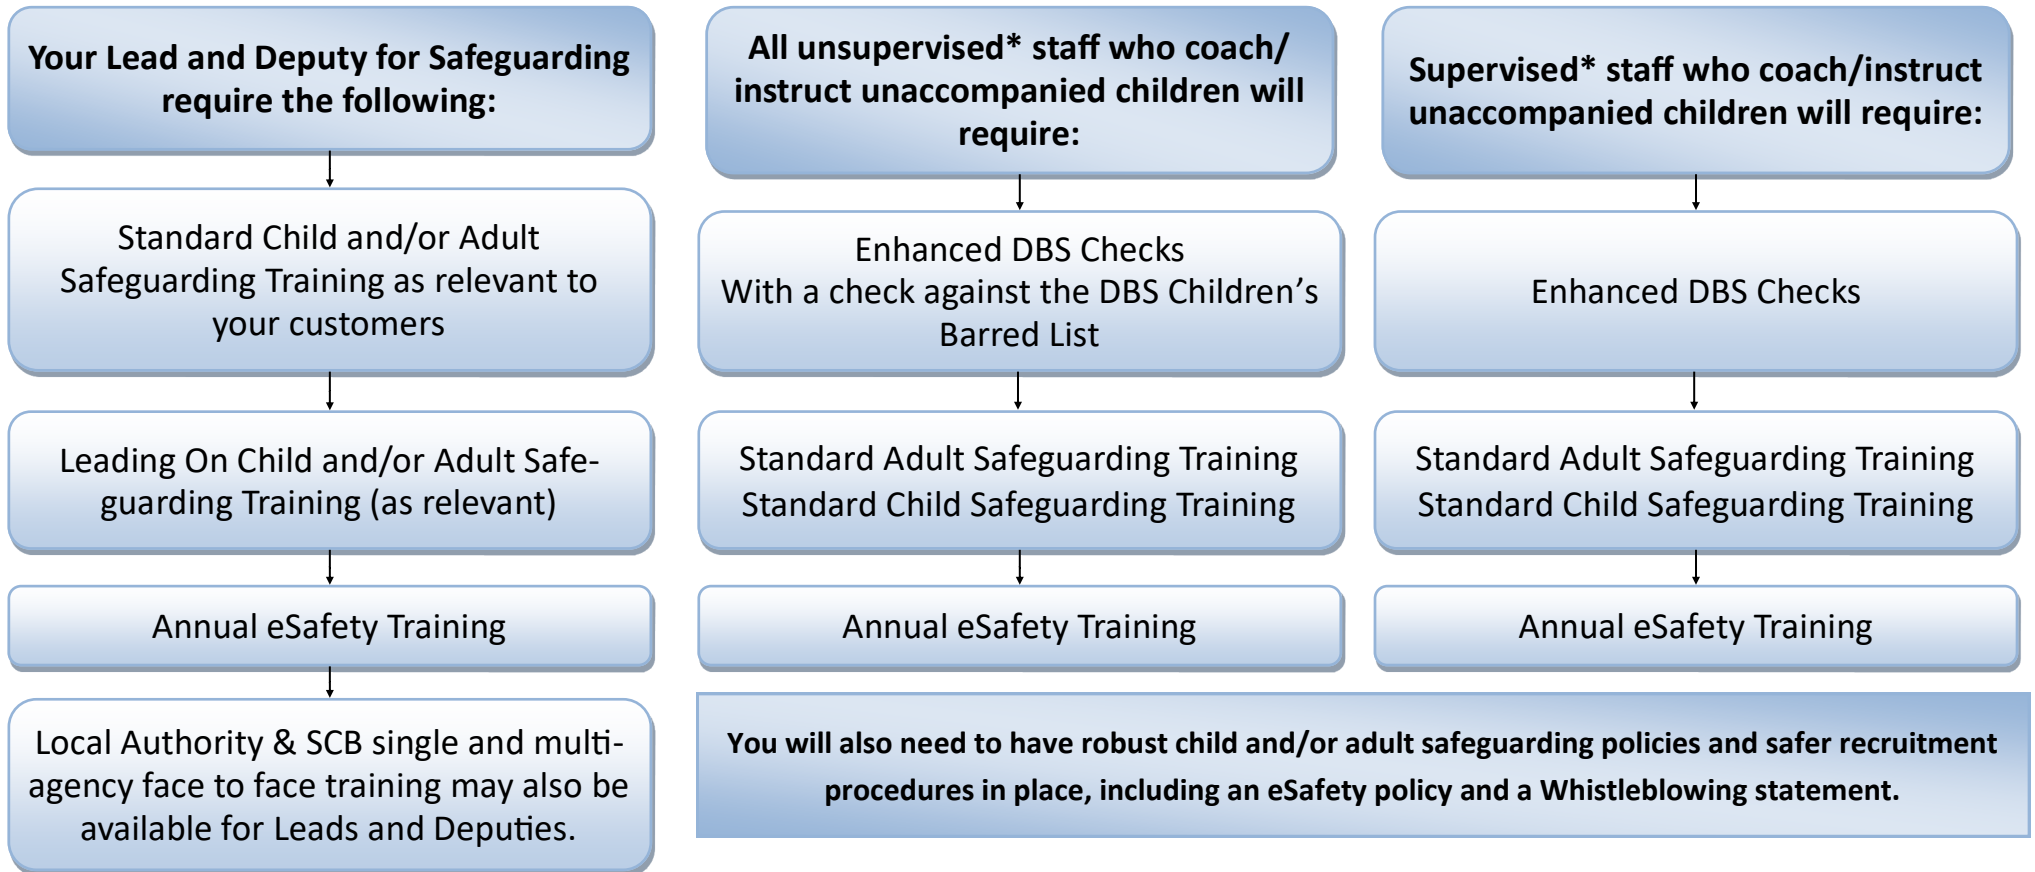 Your Lead and Deputy for Safeguarding
require the following:
Standard Child and/or Adult
Safeguarding Training as relevant to
your customers
Leading On Child and/or Adult Safe-
guarding Training (as relevant)
Annual eSafety Training
Local Authority & SCB single and multi-
agency face to face training may also be
available for Leads and Deputies.
All unsupervised* staff who coach/
instruct unaccompanied children will
require:
Enhanced DBS Checks
With a check against the DBS Children’s
Barred List
Standard Adult Safeguarding Training
Standard Child Safeguarding Training
Annual eSafety Training
Supervised* staff who coach/instruct
unaccompanied children will require:
Enhanced DBS Checks
Standard Adult Safeguarding Training
Standard Child Safeguarding Training
Annual eSafety Training
You will also need to have robust child and/or adult safeguarding policies and safer recruitment
procedures in place, including an eSafety policy and a Whistleblowing statement.